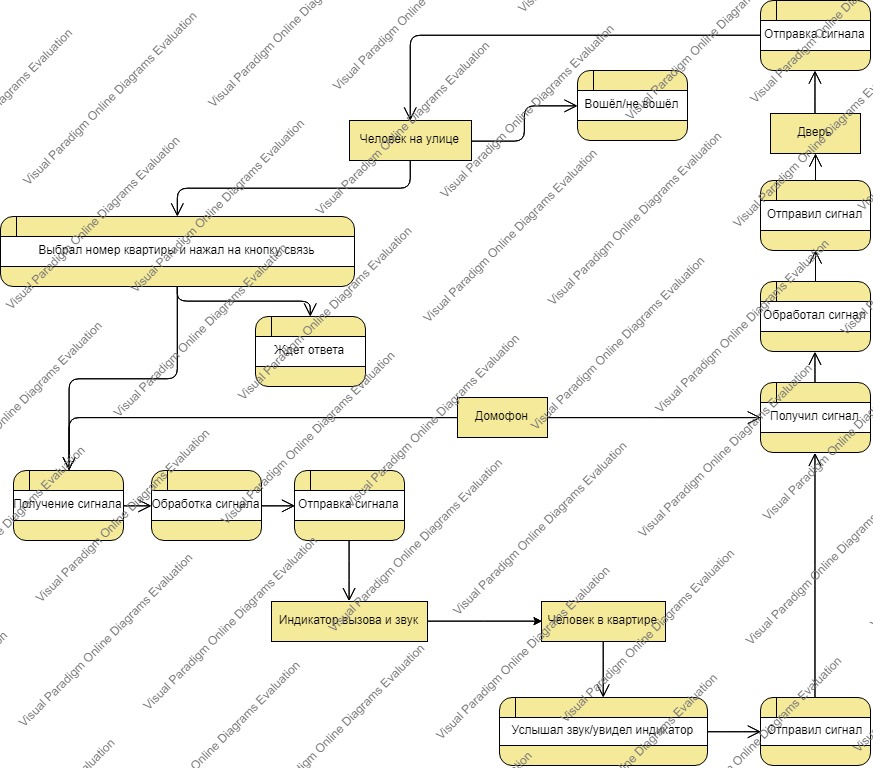 Отправка сигнала
Вошёл/не вошёл
Человек на улице
Дверь
Отправил сигнал
Выбрал номер квартиры и нажал на кнопку связь
Обработал сигнал
Ждёт ответа
Домофон
Получил сигнал
Получение сигнала
Обработка сигнала
Отправка сигнала
Индикатор вызова и звук
Человек в квартире
Услышал звук/увидел индикатор
Отправил сигнал
Visual Paradigm Online Diagrams Evaluation